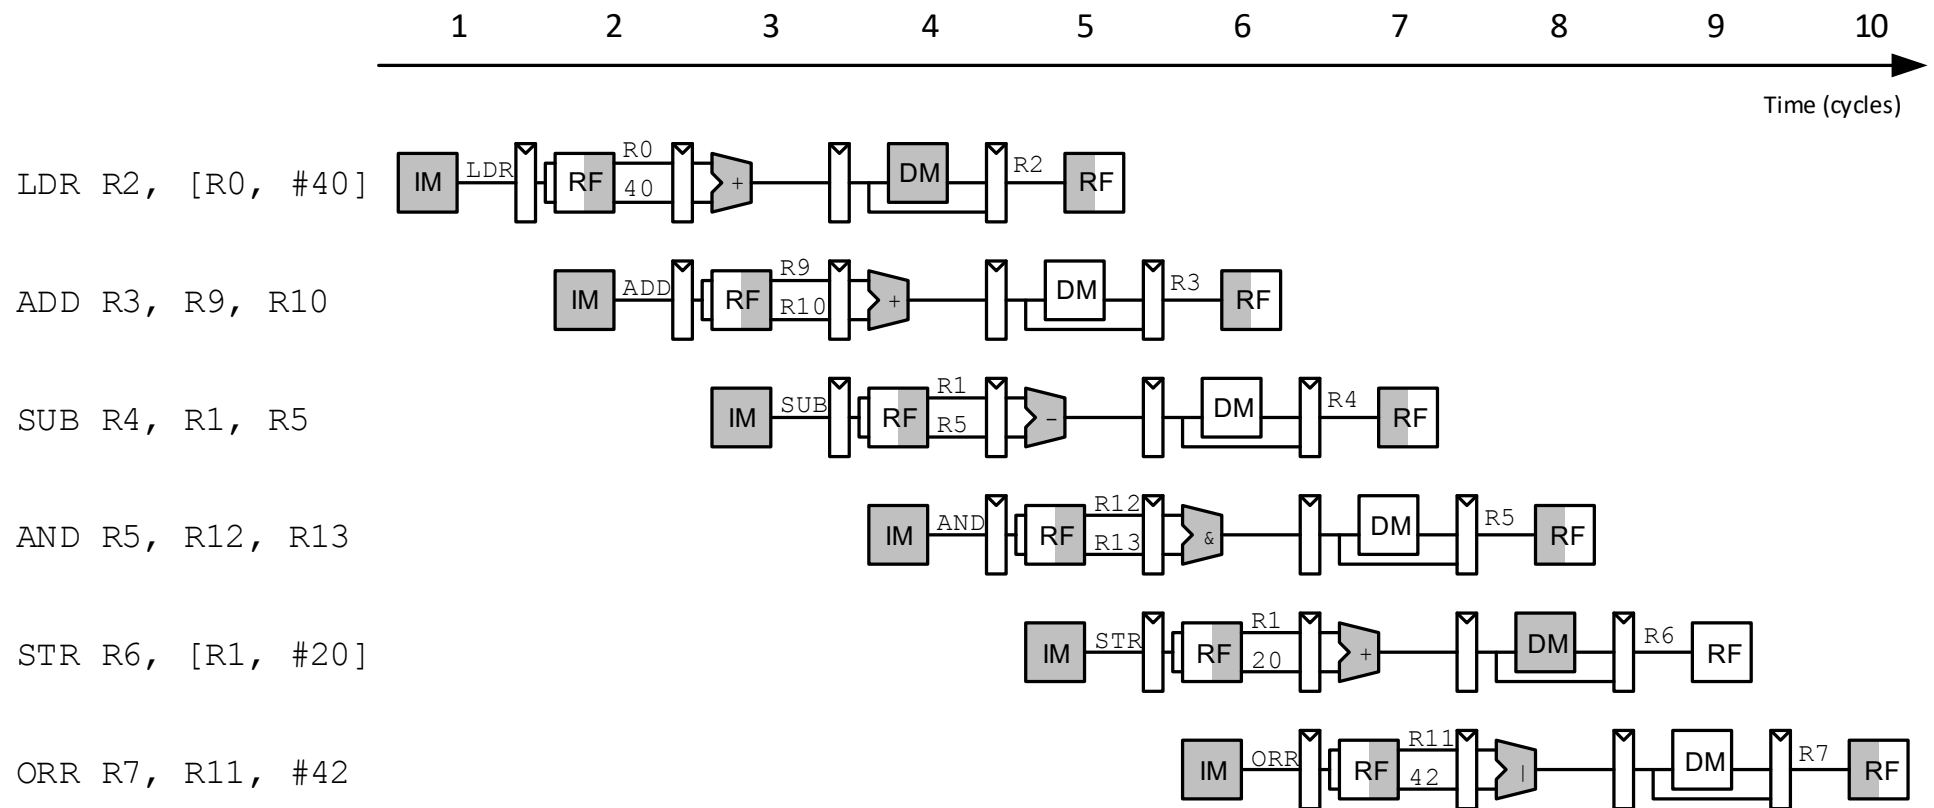 1 2 3 4 5 6 7 8 9 10
Time (cycles)
LDR R2, [R0, #40] IM LDR RF R0 40 + DM R2 RF
ADD R3, R9, R10 IM ADD RF R9 R10 + DM R3 RF
SUB R4, R1, R5 IM SUB RF R1 R5 - DM R4 RF
AND R5, R12, R13 IM AND RF R12 R13 & DM R5 RF
STR R6, [R1, #20] IM STR RF R1 20 + DM R6 RF
ORR R7, R11, #42 IM ORR RF R11 42 | DM R7 RF